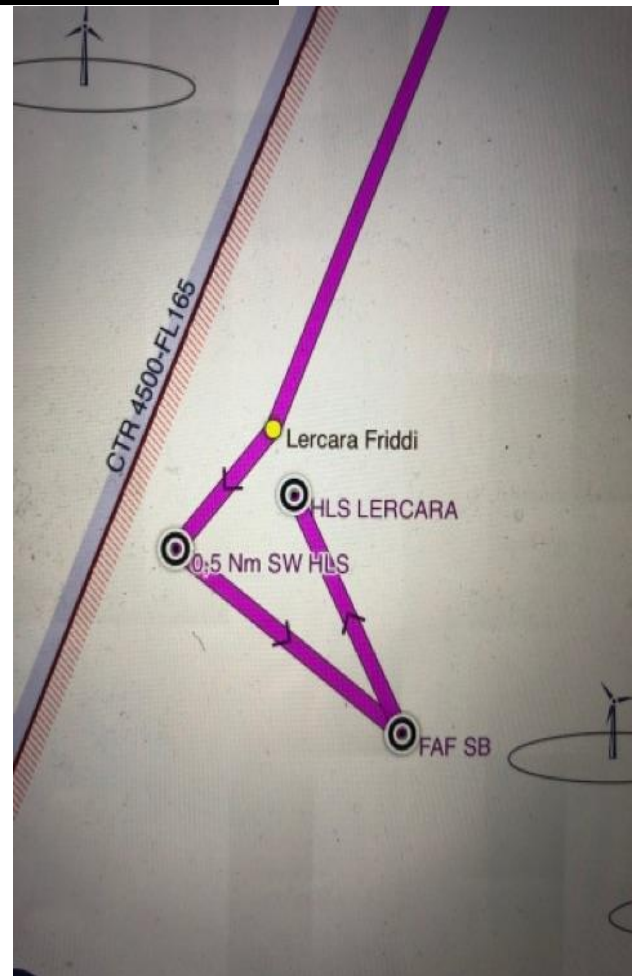 CTR 4500-FL165
Lercara Friddi
HLS LERCARA
0,5 Nm SW HLS
FAF SB